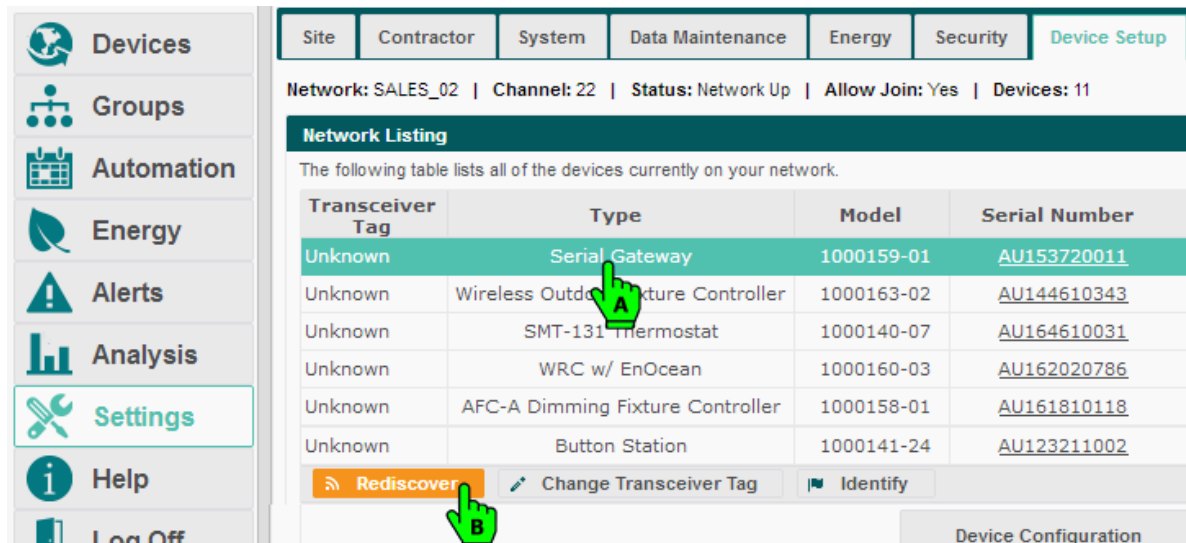 Devices
Groups
Automation
Energy
Alerts
Analysis
Settings
Help
Log Off
Site Contractor System Data Maintenance Energy Security Device Setup
Network: SALES_02 | Channel: 22 | Status: Network Up | Allow Join: Yes | Devices: 11
Network Listing
The following table lists all of the devices currently on your network.
Transceiver Tag Type Model Serial Number
Unknown Serial Gateway 1000159-01 AU153720011
Unknown Wireless Outdoor Fixture Controller 1000163-02 AU144610343
Unknown SMT-131 Thermostat 1000140-07 AU164610031
Unknown WRC w/ EnOcean 1000160-03 AU162020786
Unknown AFC-A Dimming Fixture Controller 1000158-01 AU161810118
Unknown Button Station 1000141-24 AU123211002
Rediscover Change Transceiver Tag Identify
Device Configuration
A
B